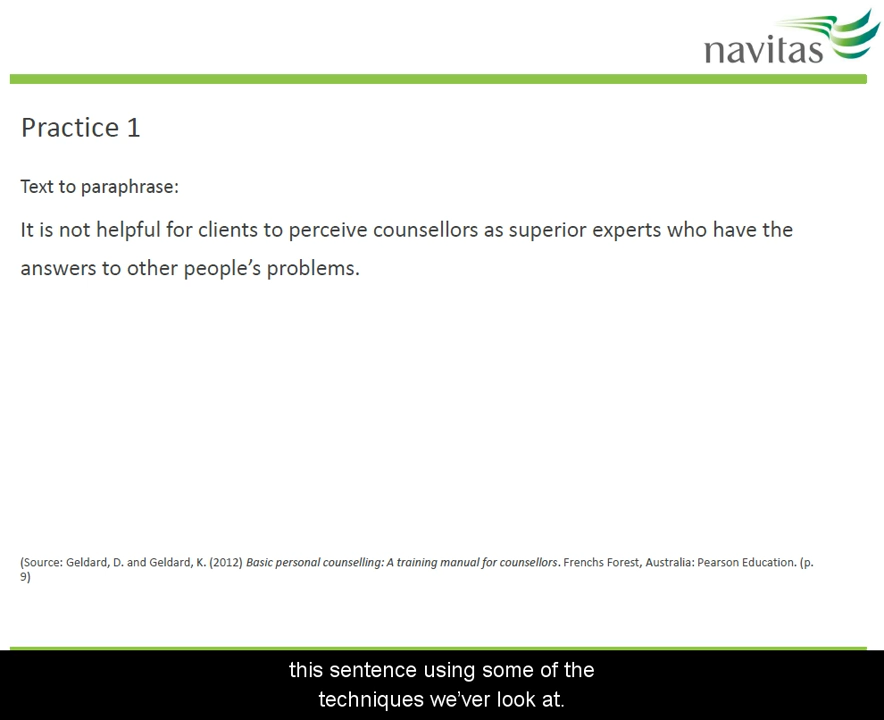 navitas
Practice 1
Text to paraphrase:
It is not helpful for clients to perceive counsellors as superior experts who have the
answers to other people’s problems.
(Source: Geldard, D. and Geldard, K. (2012) Basic personal counselling: A training manual for counsellors. Frenchs Forest, Australia: Pearson Education. (p.
9)
this sentence using some of the
techniques we’ver look at.